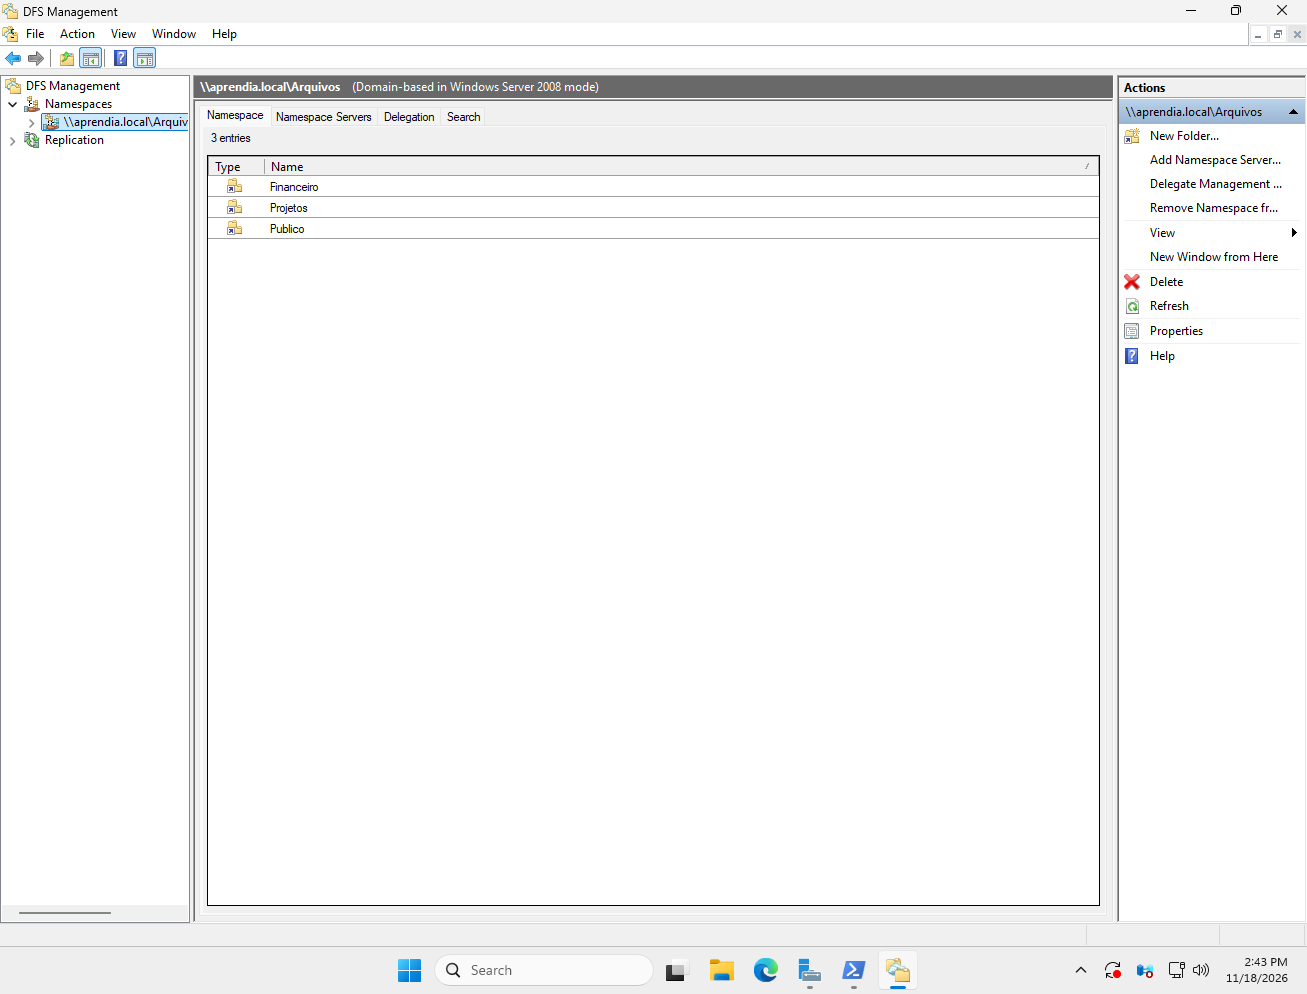 DFS Management
File Action View Window Help
DFS Management
Namespaces
\\aprendia.local\Arquiv
Replication
\\aprendia.local\Arquivos (Domain-based in Windows Server 2008 mode)
Namespace Namespace Servers Delegation Search
3 entries
Type Name
Financeiro
Projetos
Publico
Actions
\\aprendia.local\Arquivos
New Folder...
Add Namespace Server...
Delegate Management ...
Remove Namespace fr...
View
New Window from Here
Delete
Refresh
Properties
Help
Search
2:43 PM
11/18/2026